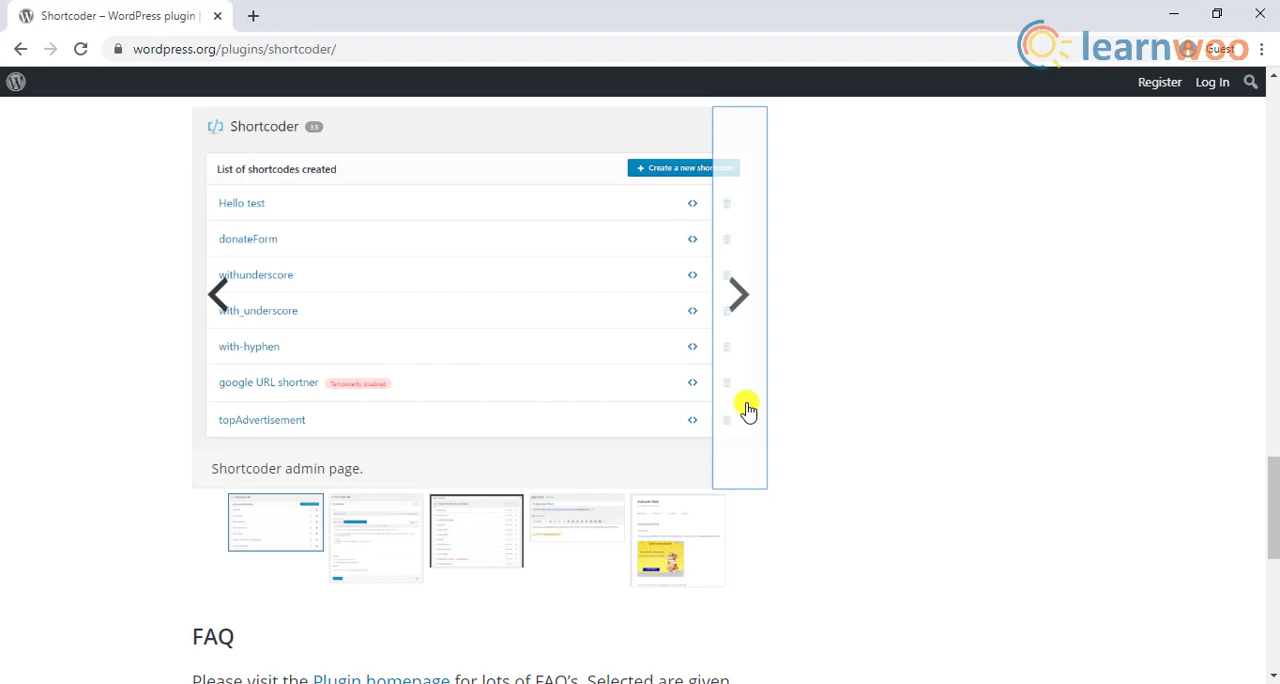 Shortcoder – WordPress plugin |
wordpress.org/plugins/shortcoder/
Guest
learnwoo
Register Log In
Shortcoder 3.5
List of shortcodes created
+ Create a new shortcode
Hello test
donateForm
withunderscore
with_underscore
with-hyphen
google URL shortner Temporarily disabled
topAdvertisement
Shortcoder admin page.
FAQ
Please visit the Plugin homepage for lots of FAQ's. Selected are given